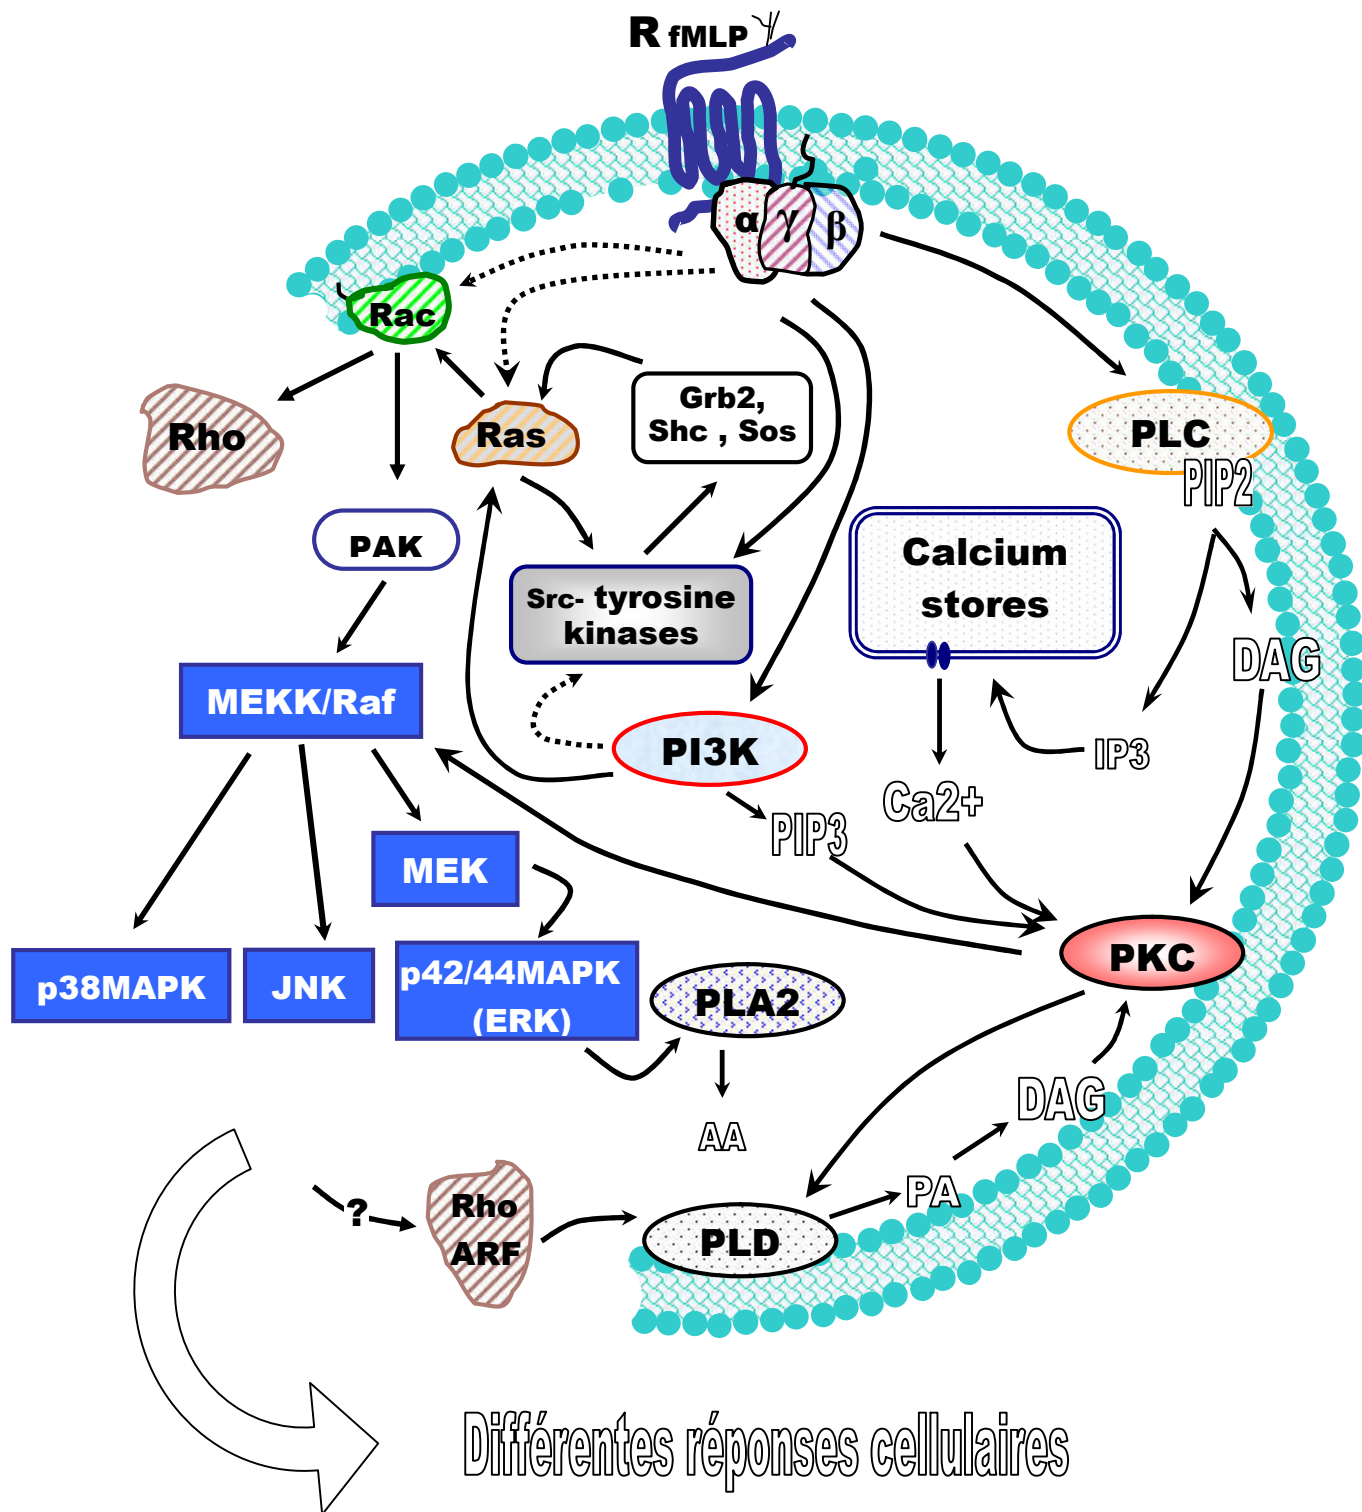 R fMLP
α γ β
Rac
Rho
Ras
Grb2,
Shc , Sos
PLC
PIP2
PAK
Src- tyrosine
kinases
Calcium
stores
DAG
MEKK/Raf
PI3K
IP3
Ca2+
PIP3
MEK
PKC
p38MAPK
JNK
p42/44MAPK
(ERK)
PLA2
DAG
AA
PA
?
Rho
ARF
PLD
Différentes réponses cellulaires